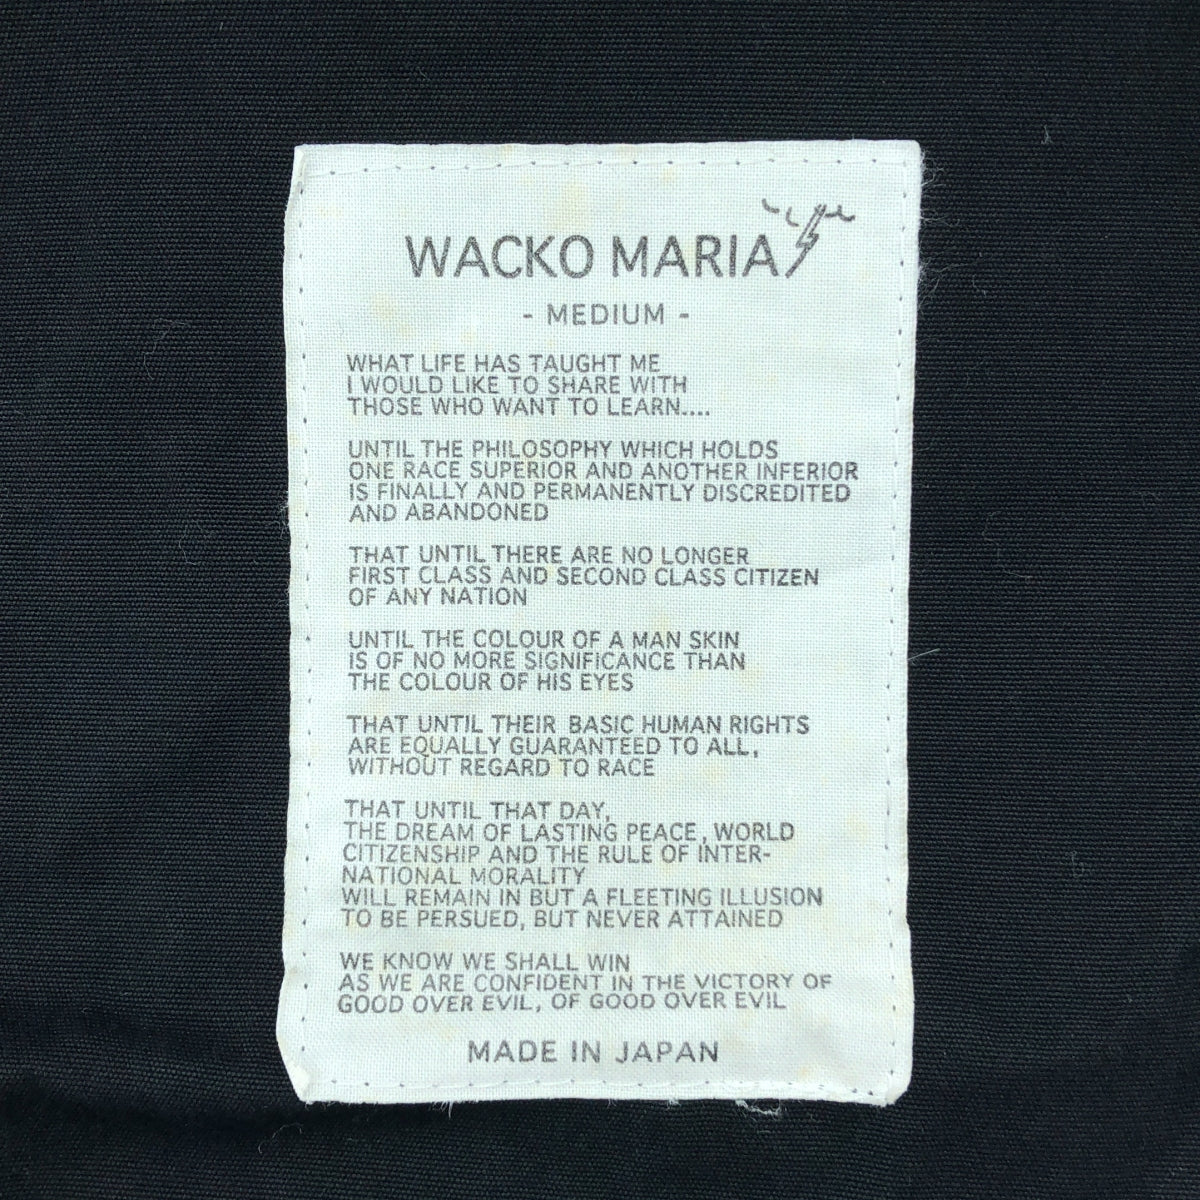 WACKO MARIA
- MEDIUM -
WHAT LIFE HAS TAUGHT ME
I WOULD LIKE TO SHARE WITH
THOSE WHO WANT TO LEARN....
UNTIL THE PHILOSOPHY WHICH HOLDS
ONE RACE SUPERIOR AND ANOTHER INFERIOR
IS FINALLY AND PERMANENTLY DISCREDITED
AND ABANDONED
THAT UNTIL THERE ARE NO LONGER
FIRST CLASS AND SECOND CLASS CITIZEN
OF ANY NATION
UNTIL THE COLOUR OF A MAN SKIN
IS OF NO MORE SIGNIFICANCE THAN
THE COLOUR OF HIS EYES
THAT UNTIL THEIR BASIC HUMAN RIGHTS
ARE EQUALLY GUARANTEED TO ALL,
WITHOUT REGARD TO RACE
THAT UNTIL THAT DAY,
THE DREAM OF LASTING PEACE, WORLD
CITIZENSHIP AND THE RULE OF INTER-
NATIONAL MORALITY
WILL REMAIN IN BUT A FLEETING ILLUSION
TO BE PERSUED, BUT NEVER ATTAINED
WE KNOW WE SHALL WIN
AS WE ARE CONFIDENT IN THE VICTORY OF
GOOD OVER EVIL, OF GOOD OVER EVIL
MADE IN JAPAN